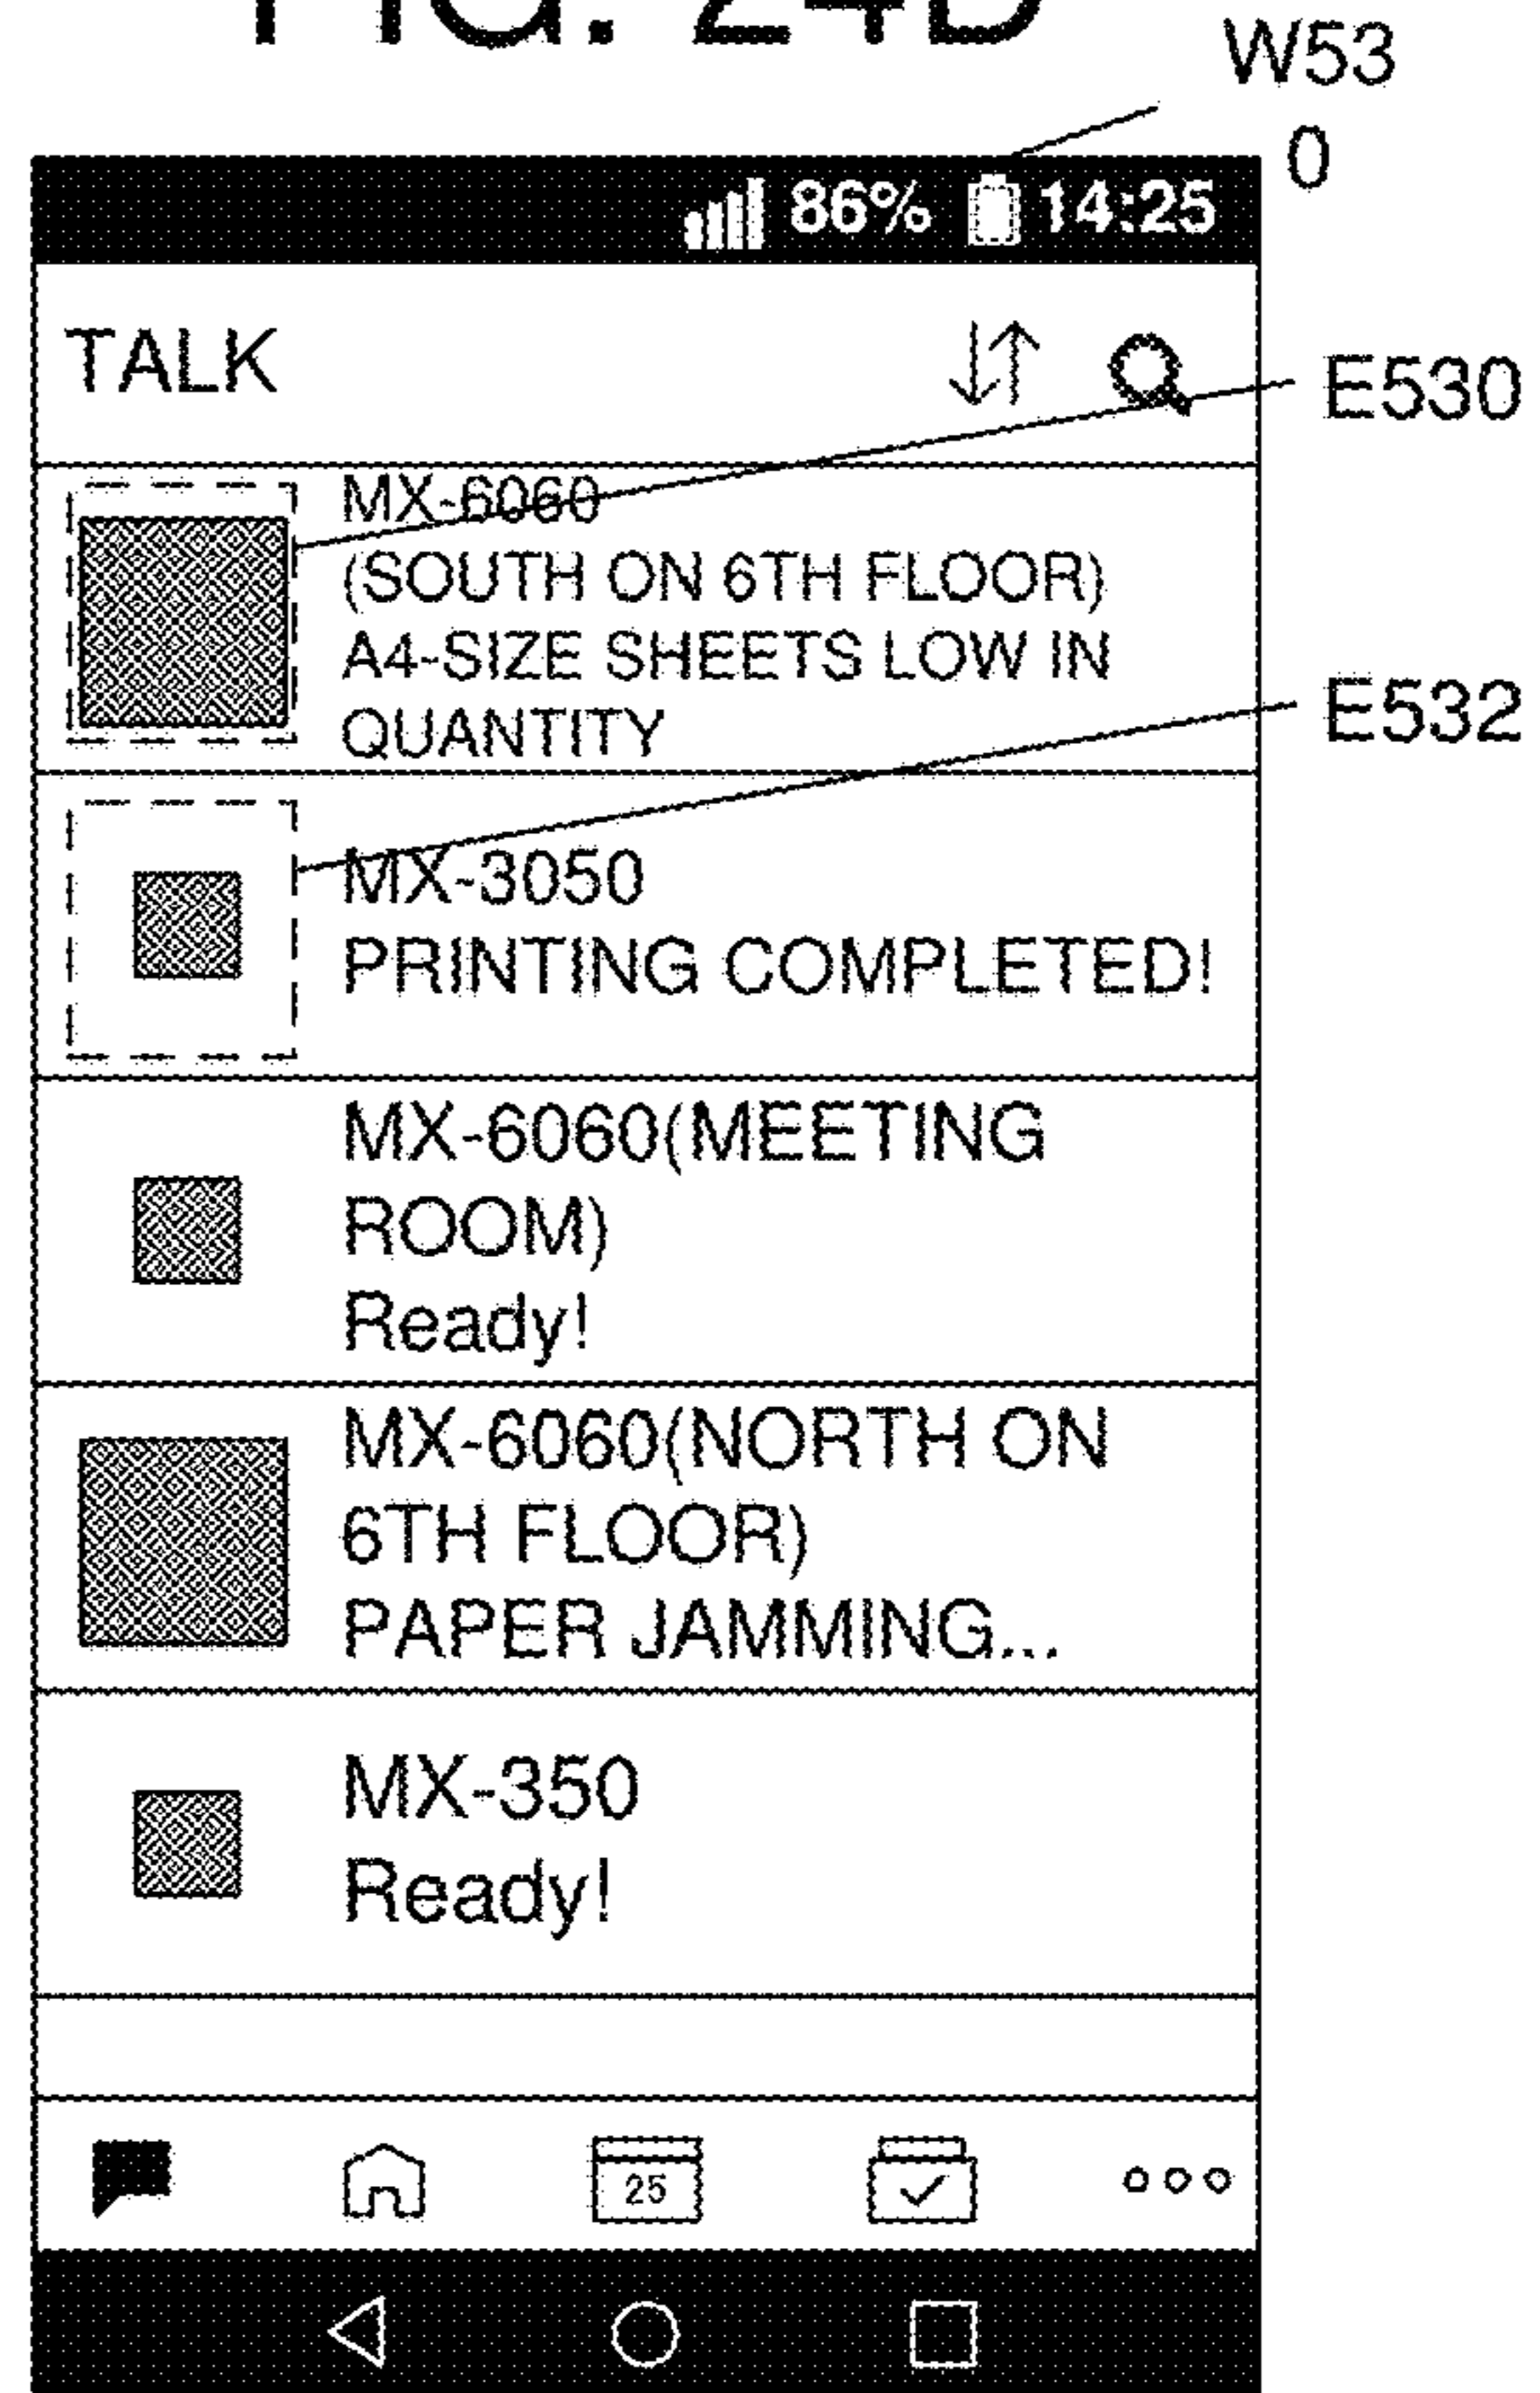 FIG. 24B
W53
0
86% 14:25
TALK
E530
MX-6060
(SOUTH ON 6TH FLOOR)
A4-SIZE SHEETS LOW IN
QUANTITY
E532
MX-3050
PRINTING COMPLETED!
MX-6060(MEETING
ROOM)
Ready!
MX-6060(NORTH ON
6TH FLOOR)
PAPER JAMMING...
MX-350
Ready!
25